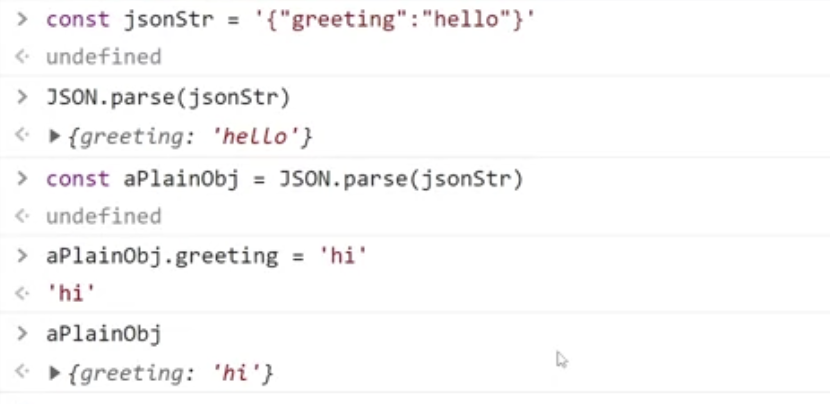 > const jsonStr = '{"greeting":"hello"}'
<· undefined
> JSON.parse(jsonStr)
<· ▶{greeting: 'hello'}
> const aPlainObj = JSON.parse(jsonStr)
<· undefined
> aPlainObj.greeting = 'hi'
<· 'hi'
> aPlainObj
<· ▶{greeting: 'hi'}